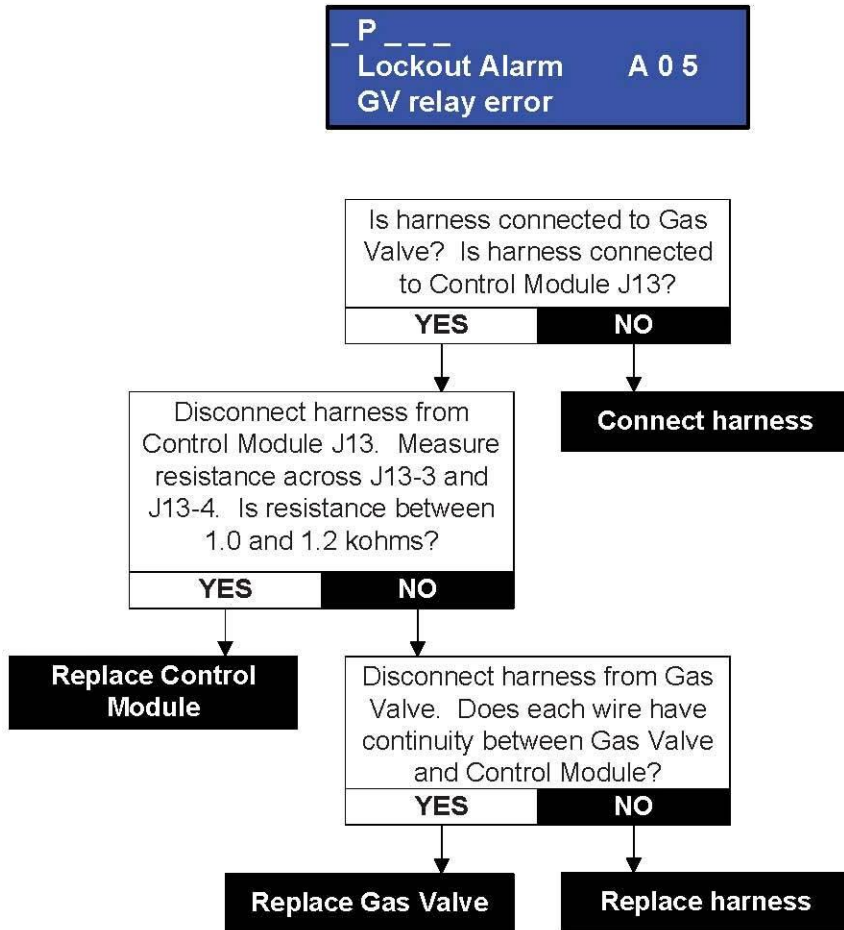 _ P _ _ _
Lockout Alarm A 0 5
GV relay error
Is harness connected to Gas
Valve? Is harness connected
to Control Module J13?
YES NO
Connect harness
Disconnect harness from
Control Module J13. Measure
resistance across J13-3 and
J13-4. Is resistance between
1.0 and 1.2 kohms?
YES NO
Replace Control
Module
Disconnect harness from Gas
Valve. Does each wire have
continuity between Gas Valve
and Control Module?
YES NO
Replace Gas Valve
Replace harness